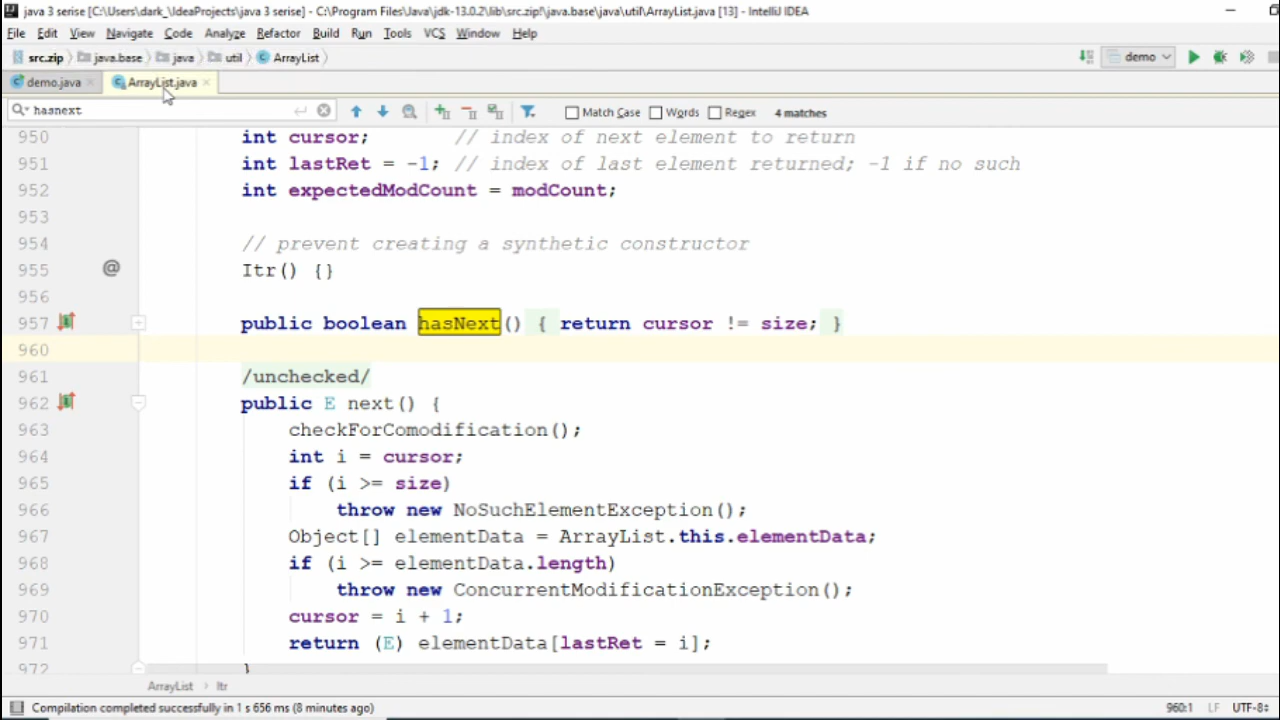 java 3 serise [C:\Users\dark_\IdeaProjects\java 3 serise] - C:\Program Files\Java\jdk-13.0.2\lib\src.zip!\java.base\java\util\ArrayList.java [13] - IntelliJ IDEA
File Edit View Navigate Code Analyze Refactor Build Run Tools VCS Window Help
src.zip java.base java util ArrayList demo
demo.java ArrayList.java
hasnext Match Case Words Regex 4 matches
950 int cursor; // index of next element to return
951 int lastRet = -1; // index of last element returned; -1 if no such
952 int expectedModCount = modCount;
953
954 // prevent creating a synthetic constructor
955 @ Itr() {}
956
957 public boolean hasNext() { return cursor != size; }
960
961 /unchecked/
962 public E next() {
963 checkForComodification();
964 int i = cursor;
965 if (i >= size)
966 throw new NoSuchElementException();
967 Object[] elementData = ArrayList.this.elementData;
968 if (i >= elementData.length)
969 throw new ConcurrentModificationException();
970 cursor = i + 1;
971 return (E) elementData[lastRet = i];
972 }
ArrayList › Itr
Compilation completed successfully in 1 s 656 ms (8 minutes ago) 960:1 LF UTF-8